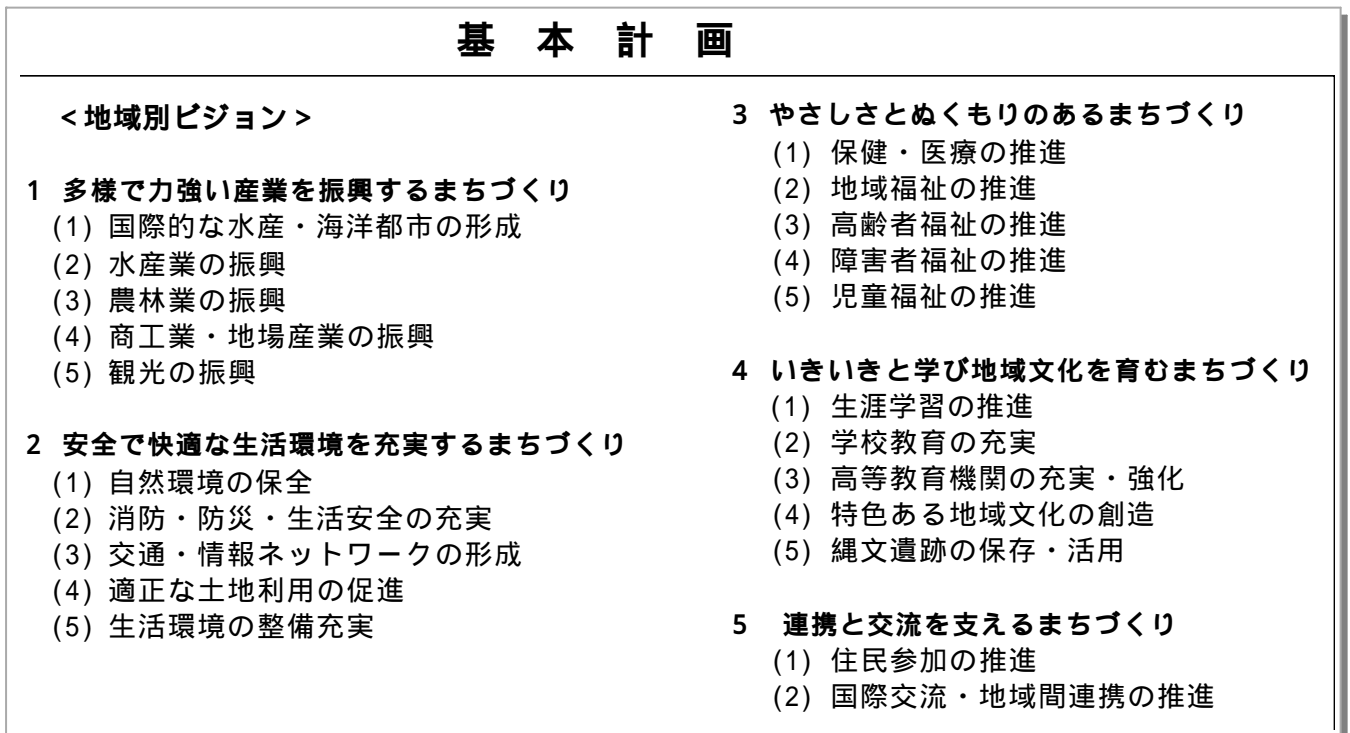 基 本 計 画
<地域別ビジョン>
1 多様で力強い産業を振興するまちづくり
(1) 国際的な水産・海洋都市の形成
(2) 水産業の振興
(3) 農林業の振興
(4) 商工業・地場産業の振興
(5) 観光の振興
2 安全で快適な生活環境を充実するまちづくり
(1) 自然環境の保全
(2) 消防・防災・生活安全の充実
(3) 交通・情報ネットワークの形成
(4) 適正な土地利用の促進
(5) 生活環境の整備充実
3 やさしさとぬくもりのあるまちづくり
(1) 保健・医療の推進
(2) 地域福祉の推進
(3) 高齢者福祉の推進
(4) 障害者福祉の推進
(5) 児童福祉の推進
4 いきいきと学び地域文化を育むまちづくり
(1) 生涯学習の推進
(2) 学校教育の充実
(3) 高等教育機関の充実・強化
(4) 特色ある地域文化の創造
(5) 縄文遺跡の保存・活用
5 連携と交流を支えるまちづくり
(1) 住民参加の推進
(2) 国際交流・地域間連携の推進